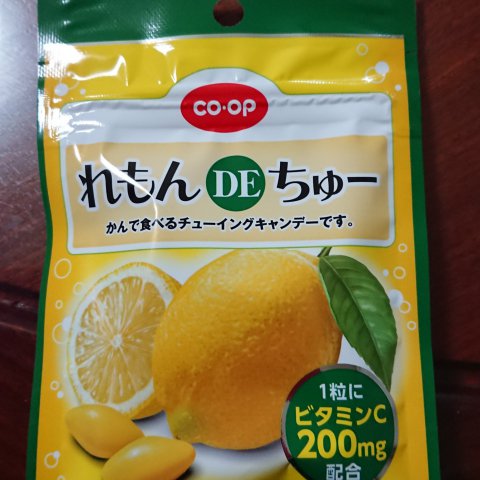 CO·OP
れもんDEちゅー
かんで食べるチューイングキャンデーです。
1粒に
ビタミンC
200mg
配合